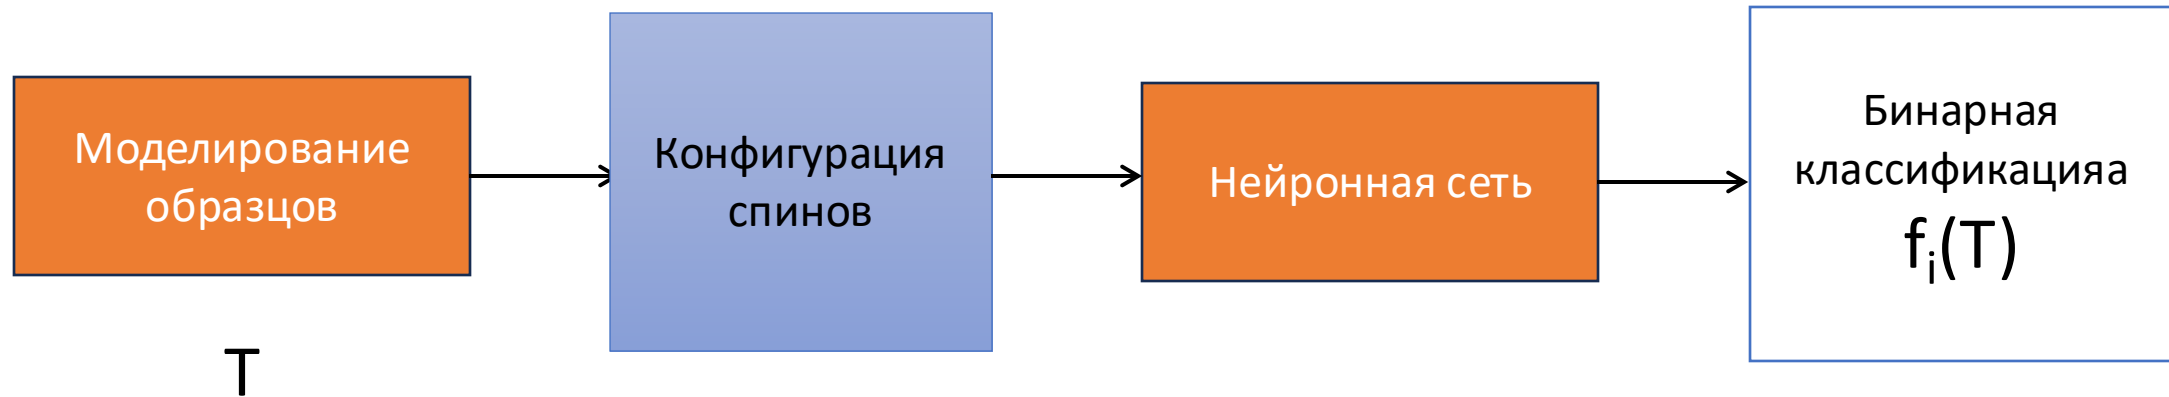 Моделирование
образцов
T
Конфигурация
спинов
Нейронная сеть
Бинарная
классификацияа
fᵢ(T)